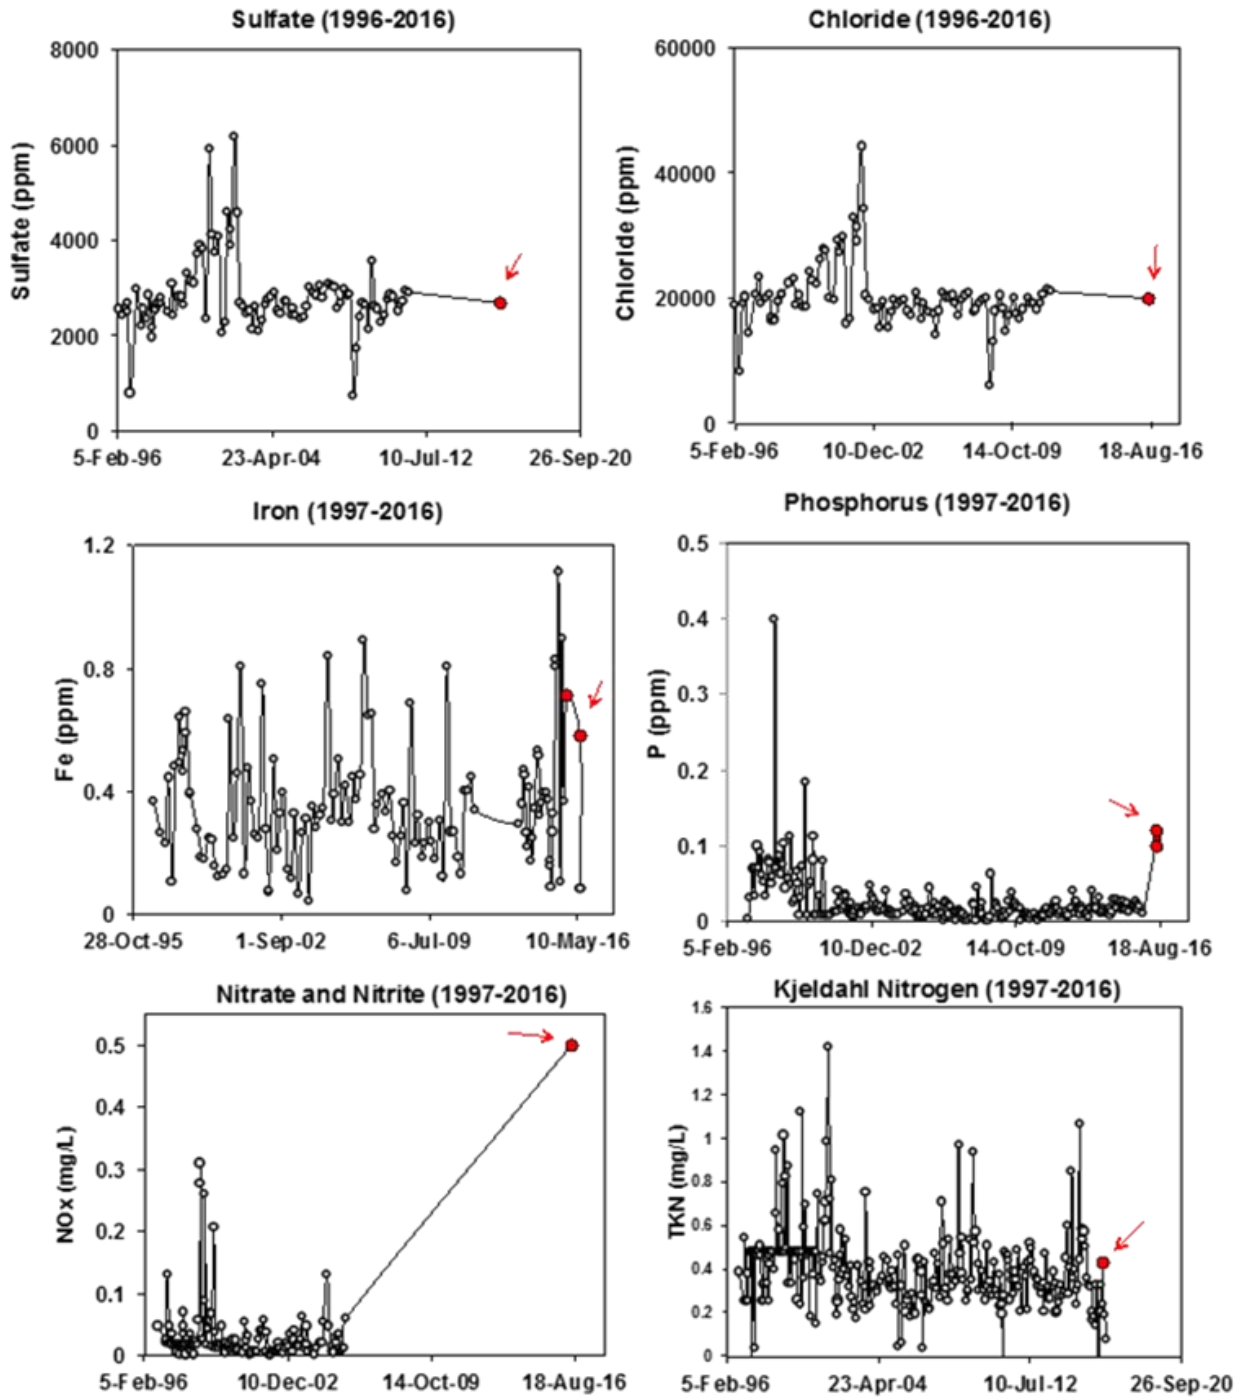 Sulfate (1996-2016)
8000
6000
4000
2000
0
Sulfate (ppm)
5-Feb-96 23-Apr-04 10-Jul-12 26-Sep-20
Chloride (1996-2016)
60000
40000
20000
0
Chloride (ppm)
5-Feb-96 10-Dec-02 14-Oct-09 18-Aug-16
Iron (1997-2016)
1.2
0.8
0.4
0
Fe (ppm)
28-Oct-95 1-Sep-02 6-Jul-09 10-May-16
Phosphorus (1997-2016)
0.5
0.4
0.3
0.2
0.1
0
P (ppm)
5-Feb-96 10-Dec-02 14-Oct-09 18-Aug-16
Nitrate and Nitrite (1997-2016)
0.5
0.4
0.3
0.2
0.1
0
NOx (mg/L)
5-Feb-96 10-Dec-02 14-Oct-09 18-Aug-16
Kjeldahl Nitrogen (1997-2016)
1.6
1.4
1.2
1
0.8
0.6
0.4
0.2
0
TKN (mg/L)
5-Feb-96 23-Apr-04 10-Jul-12 26-Sep-20